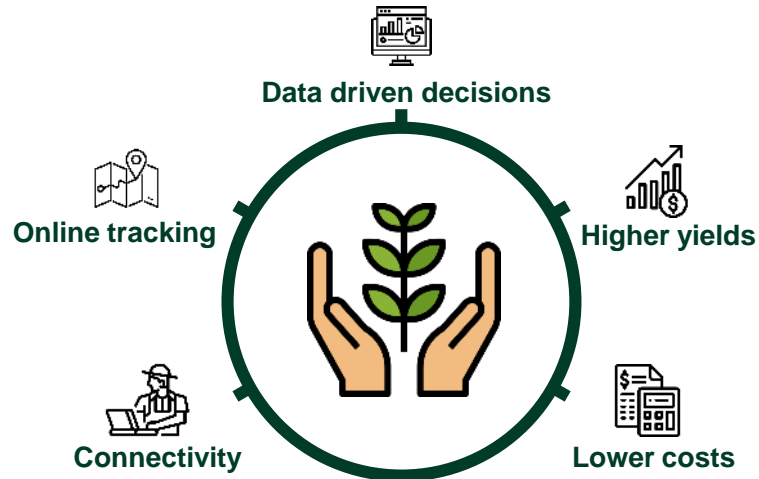 Data driven decisions
Online tracking
Higher yields
$
$=
Connectivity
Lower costs